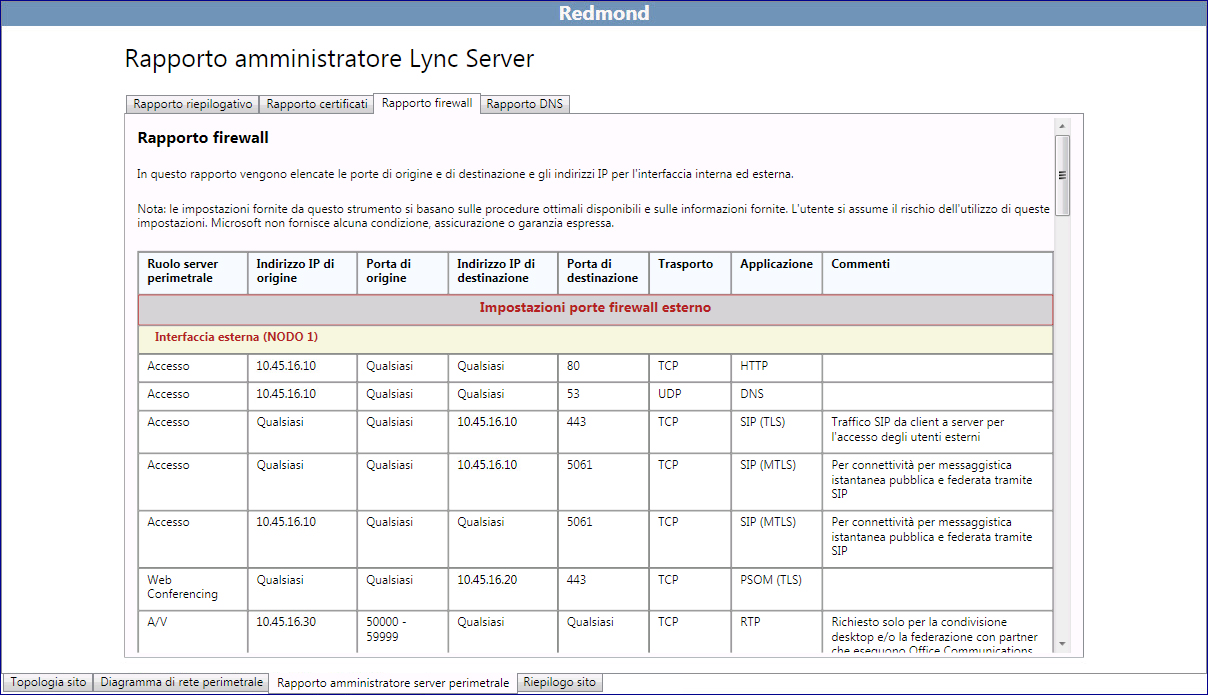 Redmond
Rapporto amministratore Lync Server
Rapporto riepilogativo Rapporto certificati Rapporto firewall Rapporto DNS
Rapporto firewall
In questo rapporto vengono elencate le porte di origine e di destinazione e gli indirizzi IP per l'interfaccia interna ed esterna.
Nota: le impostazioni fornite da questo strumento si basano sulle procedure ottimali disponibili e sulle informazioni fornite. L'utente si assume il rischio dell'utilizzo di queste
impostazioni. Microsoft non fornisce alcuna condizione, assicurazione o garanzia espressa.
Ruolo server Indirizzo IP di Porta di Indirizzo IP di Porta di Trasporto Applicazione Commenti
perimetrale origine origine destinazione destinazione
Impostazioni porte firewall esterno
Interfaccia esterna (NODO 1)
Accesso 10.45.16.10 Qualsiasi Qualsiasi 80 TCP HTTP
Accesso 10.45.16.10 Qualsiasi Qualsiasi 53 UDP DNS
Accesso Qualsiasi Qualsiasi 10.45.16.10 443 TCP SIP (TLS) Traffico SIP da client a server per
l'accesso degli utenti esterni
Accesso Qualsiasi Qualsiasi 10.45.16.10 5061 TCP SIP (MTLS) Per connettività per messaggistica
istantanea pubblica e federata tramite
SIP
Accesso 10.45.16.10 Qualsiasi Qualsiasi 5061 TCP SIP (MTLS) Per connettività per messaggistica
istantanea pubblica e federata tramite
SIP
Web Qualsiasi Qualsiasi 10.45.16.20 443 TCP PSOM (TLS)
Conferencing
A/V 10.45.16.30 50000 - Qualsiasi Qualsiasi TCP RTP Richiesto solo per la condivisione
59999 desktop e/o la federazione con partner
che eseguono Office Communications
Topologia sito Diagramma di rete perimetrale Rapporto amministratore server perimetrale Riepilogo sito